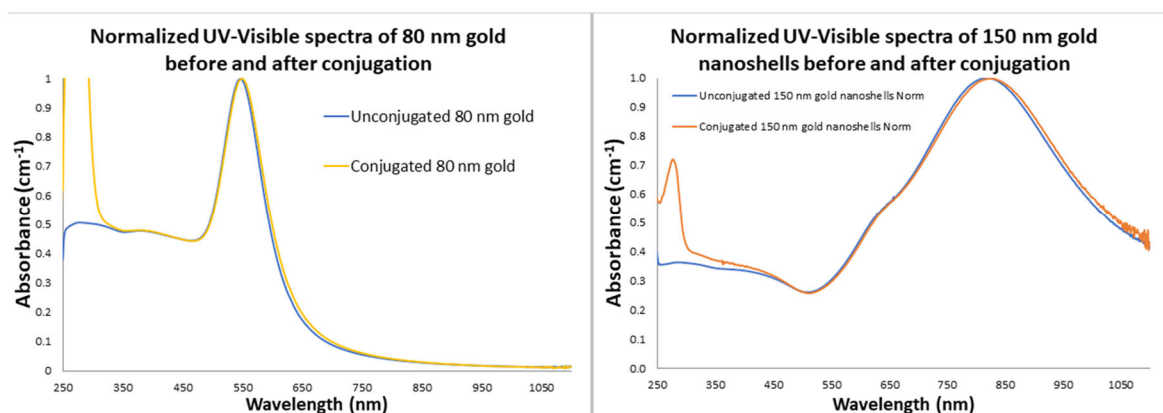 Normalized UV-Visible spectra of 80 nm gold
before and after conjugation
Unconjugated 80 nm gold
Conjugated 80 nm gold
Absorbance (cm-1)
1
0.9
0.8
0.7
0.6
0.5
0.4
0.3
0.2
0.1
0
250 350 450 550 650 750 850 950 1050
Wavelength (nm)
Normalized UV-Visible spectra of 150 nm gold
nanoshells before and after conjugation
Unconjugated 150 nm gold nanoshells Norm
Conjugated 150 nm gold nanoshells Norm
Absorbance (cm-1)
1.0
0.9
0.8
0.7
0.6
0.5
0.4
0.3
0.2
0.1
0.0
250 350 450 550 650 750 850 950 1050
Wavelength (nm)